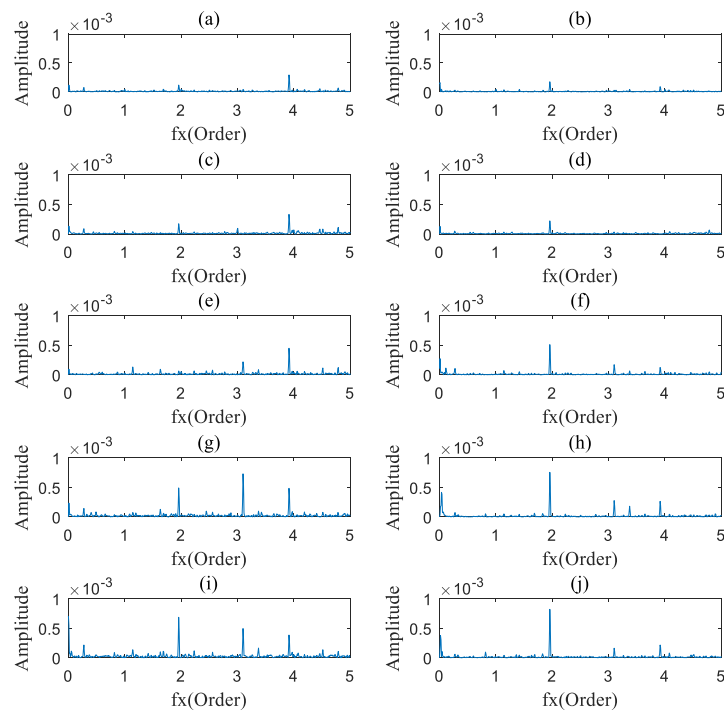 (a)
×10^-3
Amplitude
1
0.5
0
0 1 2 3 4 5
fx(Order)
(b)
×10^-3
Amplitude
1
0.5
0
0 1 2 3 4 5
fx(Order)
(c)
×10^-3
Amplitude
1
0.5
0
0 1 2 3 4 5
fx(Order)
(d)
×10^-3
Amplitude
1
0.5
0
0 1 2 3 4 5
fx(Order)
(e)
×10^-3
Amplitude
1
0.5
0
0 1 2 3 4 5
fx(Order)
(f)
×10^-3
Amplitude
1
0.5
0
0 1 2 3 4 5
fx(Order)
(g)
×10^-3
Amplitude
1
0.5
0
0 1 2 3 4 5
fx(Order)
(h)
×10^-3
Amplitude
1
0.5
0
0 1 2 3 4 5
fx(Order)
(i)
×10^-3
Amplitude
1
0.5
0
0 1 2 3 4 5
fx(Order)
(j)
×10^-3
Amplitude
1
0.5
0
0 1 2 3 4 5
fx(Order)